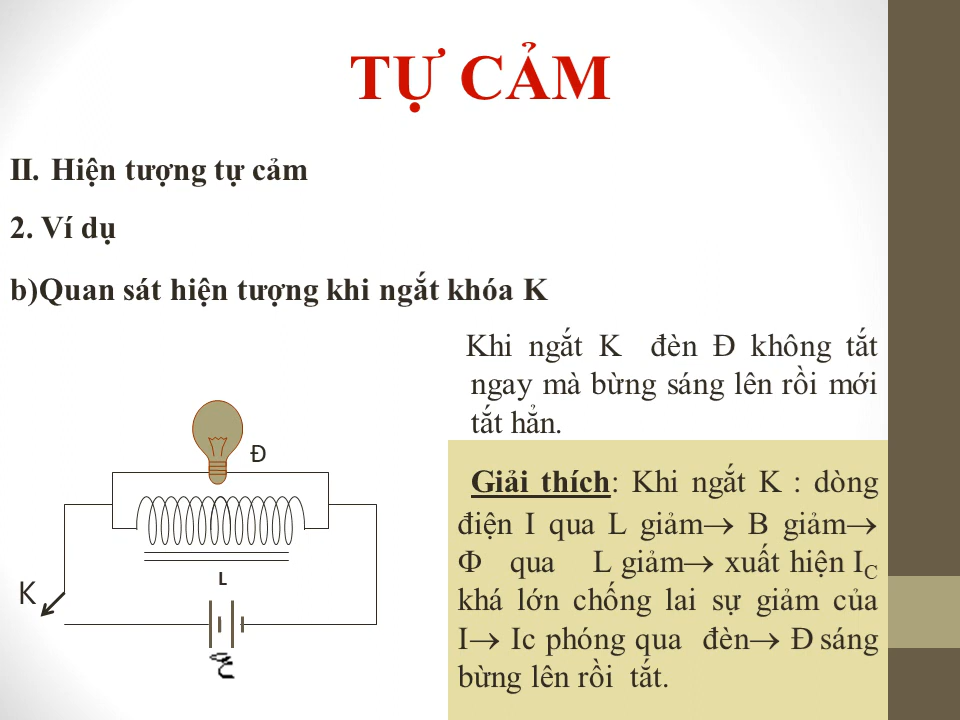 TỰ CẢM
II. Hiện tượng tự cảm
2. Ví dụ
b)Quan sát hiện tượng khi ngắt khóa K
Khi ngắt K đèn Đ không tắt
ngay mà bừng sáng lên rồi mới
tắt hẳn.
Đ
L
K
Giải thích: Khi ngắt K : dòng
điện I qua L giảm→ B giảm→
Φ qua L giảm→ xuất hiện I_C
khá lớn chống lai sự giảm của
I→ Ic phóng qua đèn→ Đ sáng
bừng lên rồi tắt.